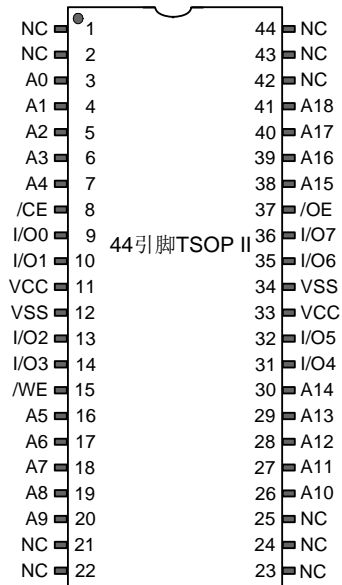 NC 1 44 NC
NC 2 43 NC
A0 3 42 NC
A1 4 41 A18
A2 5 40 A17
A3 6 39 A16
A4 7 38 A15
/CE 8 37 /OE
I/O0 9 44引脚TSOP II 36 I/O7
I/O1 10 35 I/O6
VCC 11 34 VSS
VSS 12 33 VCC
I/O2 13 32 I/O5
I/O3 14 31 I/O4
/WE 15 30 A14
A5 16 29 A13
A6 17 28 A12
A7 18 27 A11
A8 19 26 A10
A9 20 25 NC
NC 21 24 NC
NC 22 23 NC